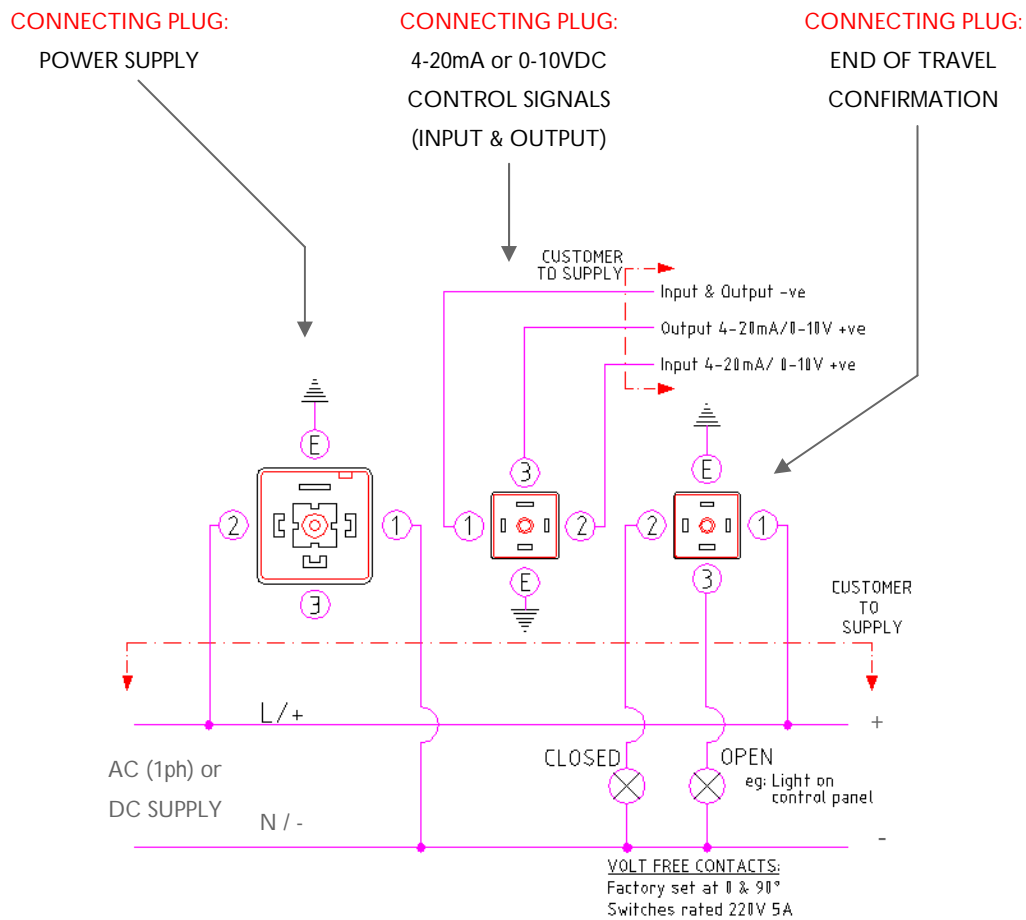 CONNECTING PLUG:
POWER SUPPLY
CONNECTING PLUG:
4-20mA or 0-10VDC
CONTROL SIGNALS
(INPUT & OUTPUT)
CONNECTING PLUG:
END OF TRAVEL
CONFIRMATION
CUSTOMER
TO SUPPLY
Input & Output -ve
Output 4-20mA/0-10V +ve
Input 4-20mA/ 0-10V +ve
E
2
1
3
3
1
2
E
E
2
1
3
CUSTOMER
TO
SUPPLY
L/+
+
AC (1ph) or
DC SUPPLY
N / -
-
CLOSED
OPEN
eg: Light on
control panel
VOLT FREE CONTACTS:
Factory set at 0 & 90°
Switches rated 220V 5A